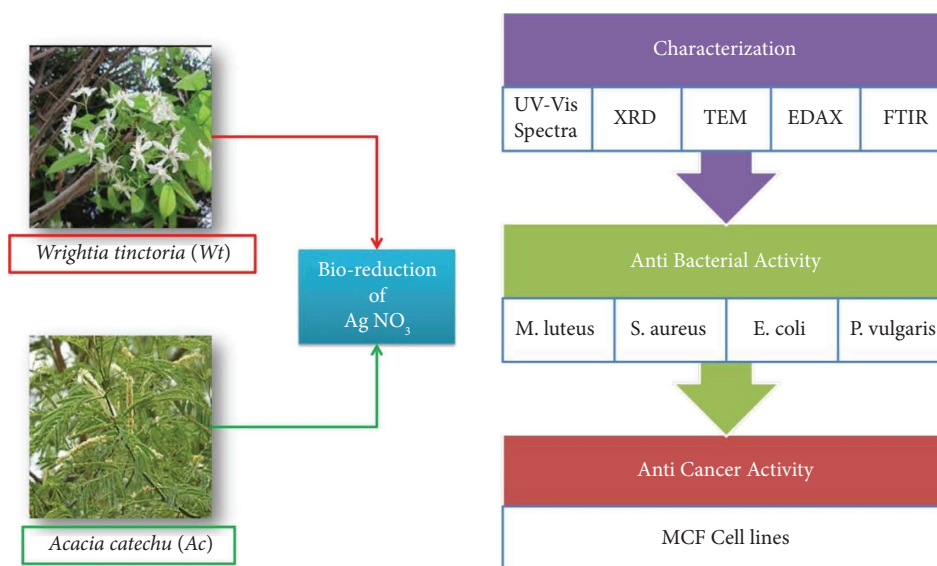 Wrightia tinctoria (Wt)
Acacia catechu (Ac)
Bio-reduction
of
Ag NO₃
Characterization
UV-Vis
Spectra
XRD
TEM
EDAX
FTIR
Anti Bacterial Activity
M. luteus
S. aureus
E. coli
P. vulgaris
Anti Cancer Activity
MCF Cell lines